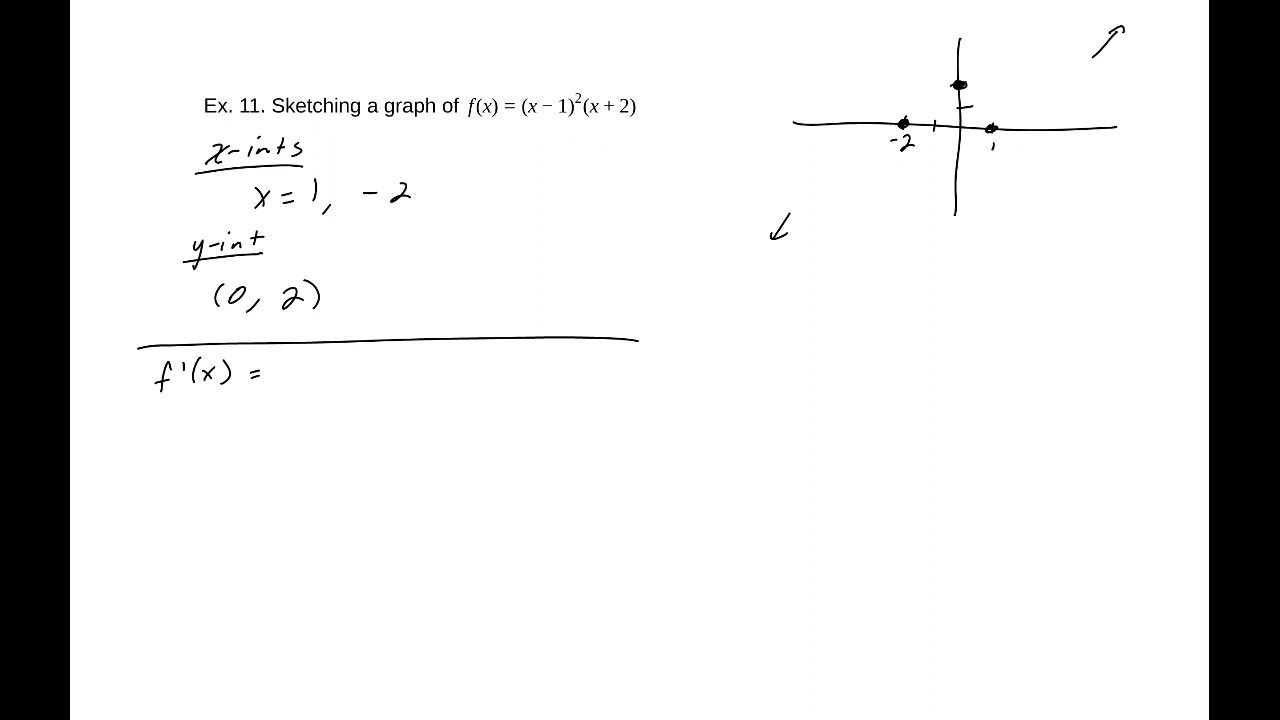 Ex. 11. Sketching a graph of f(x) = (x − 1)²(x + 2)
x-ints
x = 1, -2
y-int
(0, 2)
f'(x) =
-2
1